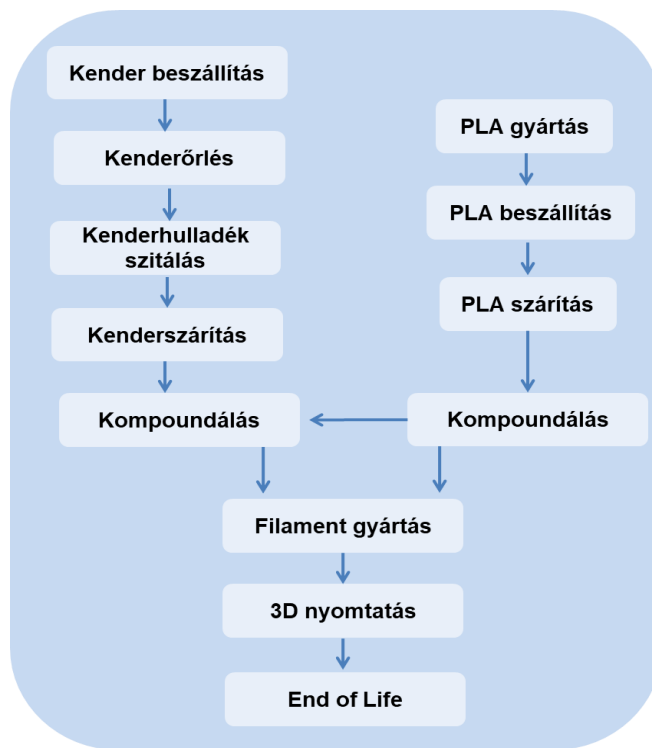 Kender beszállítás
Kenderőrlés
Kenderhulladék
szitálás
Kenderszárítás
Kompoundálás
PLA gyártás
PLA beszállítás
PLA szárítás
Kompoundálás
Filament gyártás
3D nyomtatás
End of Life